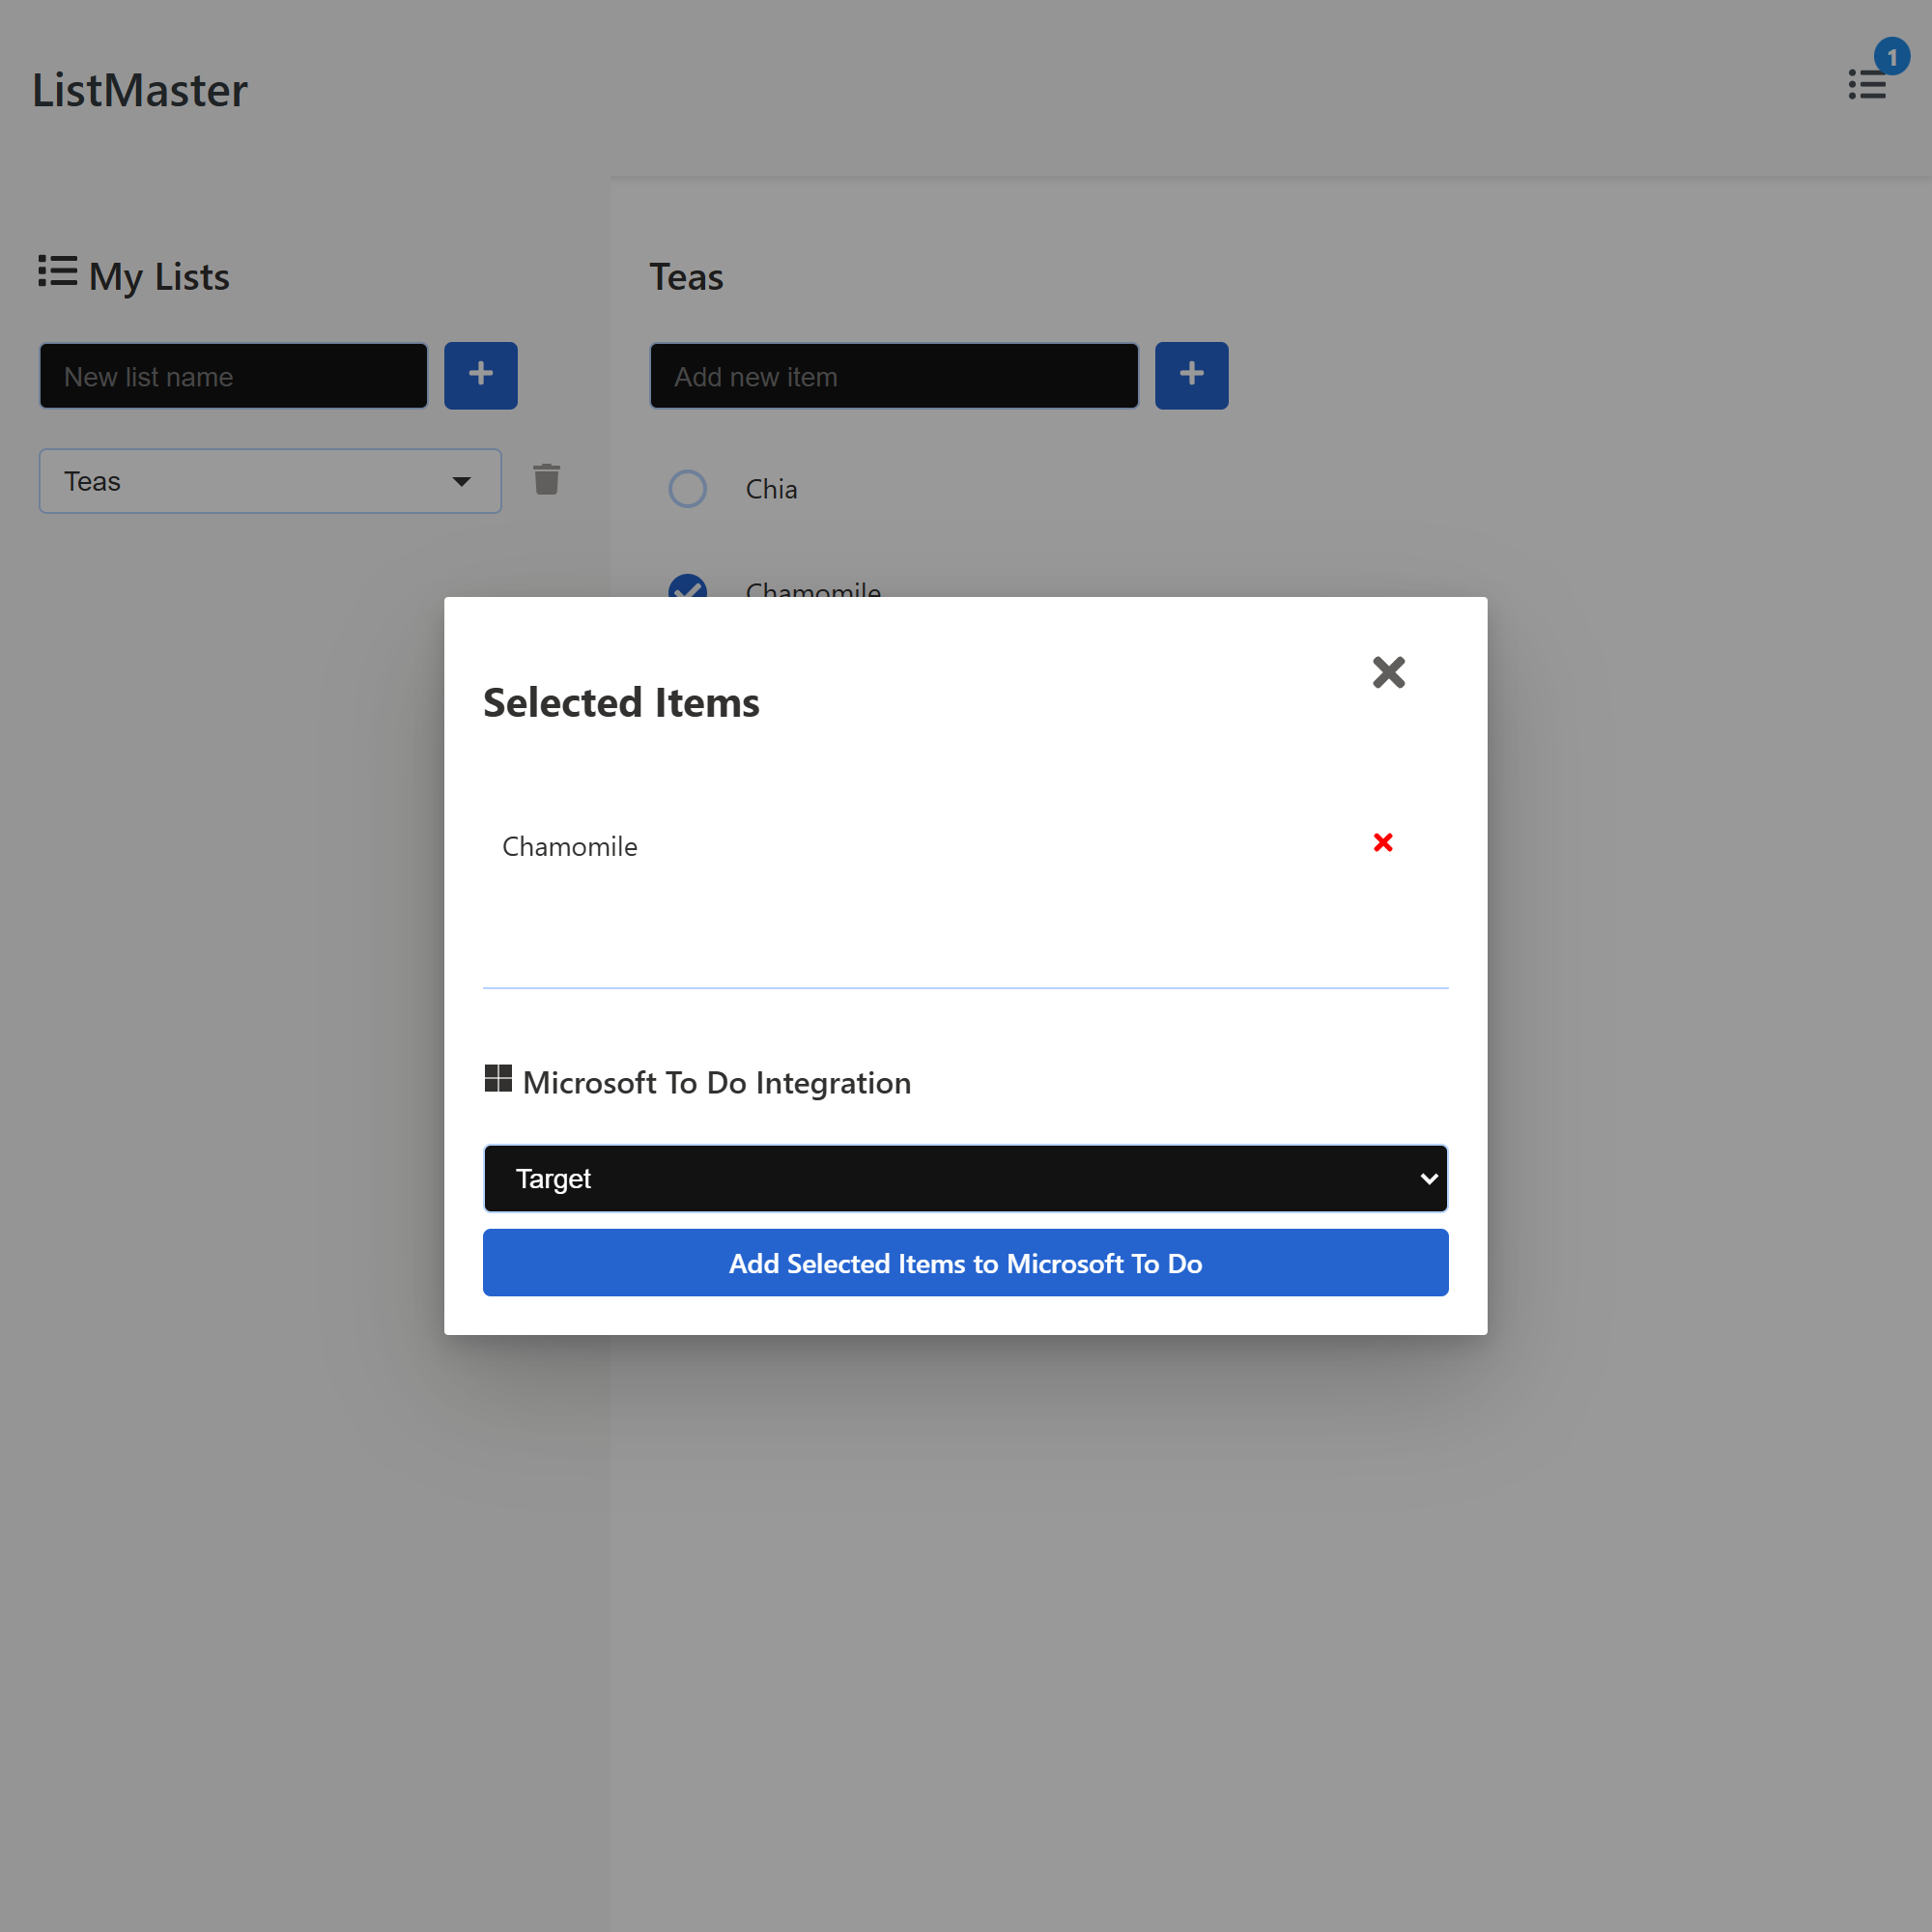 ListMaster
1
My Lists
Teas
New list name
Add new item
Teas
Chia
Chamomile
Selected Items
Chamomile
Microsoft To Do Integration
Target
Add Selected Items to Microsoft To Do